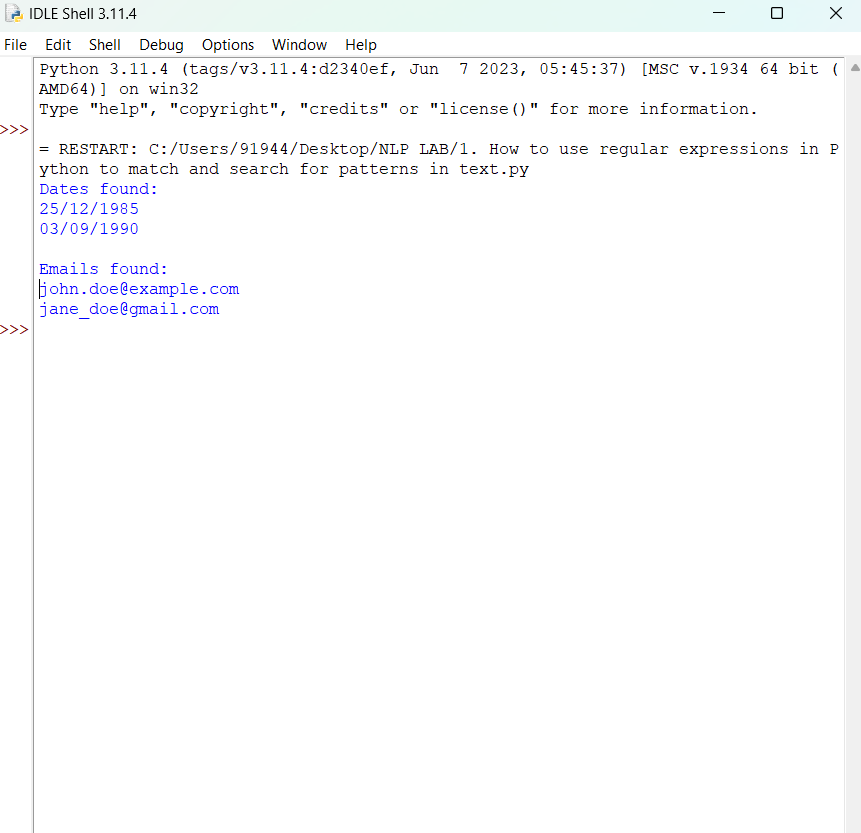 IDLE Shell 3.11.4
File Edit Shell Debug Options Window Help
Python 3.11.4 (tags/v3.11.4:d2340ef, Jun  7 2023, 05:45:37) [MSC v.1934 64 bit (
AMD64)] on win32
Type "help", "copyright", "credits" or "license()" for more information.
>>>
= RESTART: C:/Users/91944/Desktop/NLP LAB/1. How to use regular expressions in P
ython to match and search for patterns in text.py
Dates found:
25/12/1985
03/09/1990
Emails found:
john.doe@example.com
jane_doe@gmail.com
>>>